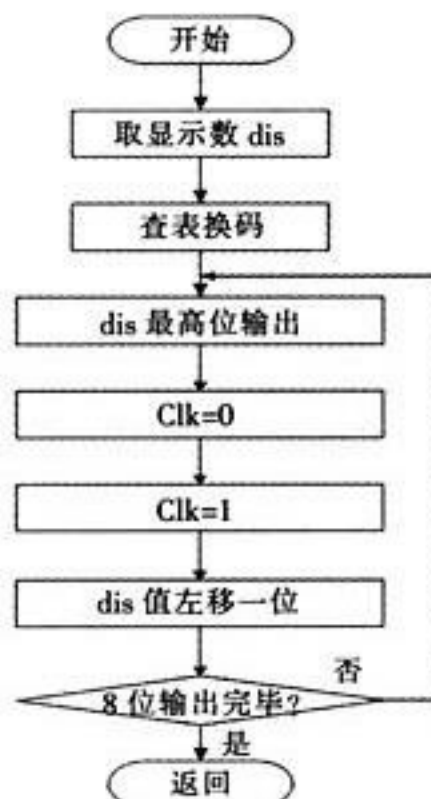 开始
取显示数 dis
查表换码
dis 最高位输出
Clk=0
Clk=1
dis 值左移一位
8 位输出完毕?
否
是
返回